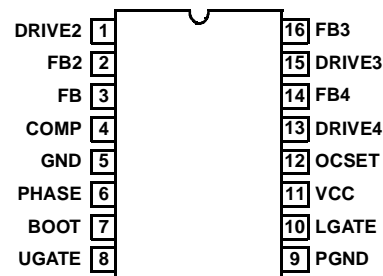 DRIVE2 1 16 FB3
FB2 2 15 DRIVE3
FB 3 14 FB4
COMP 4 13 DRIVE4
GND 5 12 OCSET
PHASE 6 11 VCC
BOOT 7 10 LGATE
UGATE 8 9 PGND